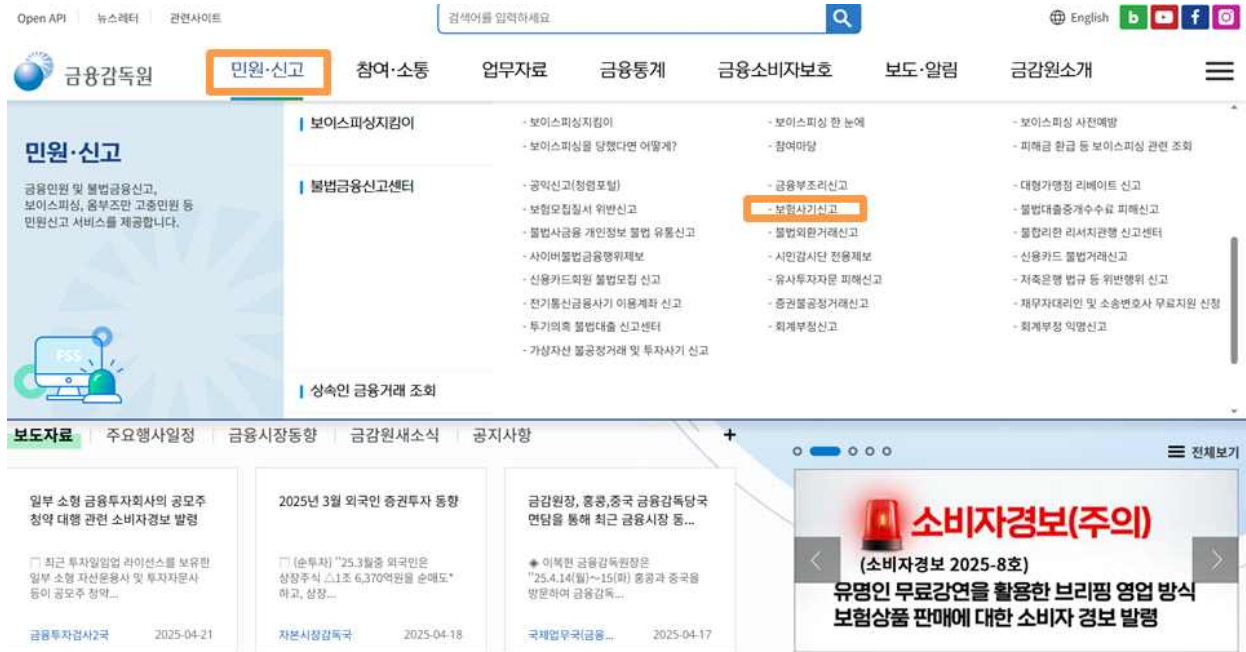 Open API 뉴스레터 관련사이트
검색어를 입력하세요
English
금융감독원
민원·신고 참여·소통 업무자료 금융통계 금융소비자보호 보도·알림 금감원소개
민원·신고
금융민원 및 불법금융신고,
보이스피싱, 옴부즈만 고충민원 등
민원신고 서비스를 제공합니다.
FSS
보이스피싱지킴이
- 보이스피싱지킴이 - 보이스피싱 한 눈에 - 보이스피싱 사전예방
- 보이스피싱을 당했다면 어떻게? - 참여마당 - 피해금 환급 등 보이스피싱 관련 조회
불법금융신고센터
- 공익신고(청렴포털) - 금융부조리신고 - 대형가맹점 리베이트 신고
- 보험모집질서 위반신고 - 보험사기신고 - 불법대출중개수수료 피해신고
- 불법사금융 개인정보 불법 유통신고 - 불법외환거래신고 - 불합리한 리서치관행 신고센터
- 사이버불법금융행위제보 - 시민감시단 전용제보 - 신용카드 불법거래신고
- 신용카드회원 불법모집 신고 - 유사투자자문 피해신고 - 저축은행 법규 등 위반행위 신고
- 전기통신금융사기 이용계좌 신고 - 증권불공정거래신고 - 채무자대리인 및 소송변호사 무료지원 신청
- 투기의혹 불법대출 신고센터 - 회계부정신고 - 회계부정 익명신고
- 가상자산 불공정거래 및 투자사기 신고
상속인 금융거래 조회
보도자료 주요행사일정 금융시장동향 금감원새소식 공지사항 +
전체보기
일부 소형 금융투자회사의 공모주
청약 대행 관련 소비자경보 발령
□ 최근 투자일임업 라이선스를 보유한
일부 소형 자산운용사 및 투자자문사
등이 공모주 청약...
금융투자검사2국 2025-04-21
2025년 3월 외국인 증권투자 동향
□ (순투자) "25.3월중 외국인은
상장주식 △1조 6,370억원을 순매도*
하고, 상장...
자본시장감독국 2025-04-18
금감원장, 홍콩,중국 금융감독당국
면담을 통해 최근 금융시장 동...
◈ 이복현 금융감독원장은
"25.4.14(월)～15(화) 홍콩과 중국을
방문하여 금융감독...
국제업무국(금융... 2025-04-17
소비자경보(주의)
(소비자경보 2025-8호)
유명인 무료강연을 활용한 브리핑 영업 방식
보험상품 판매에 대한 소비자 경보 발령